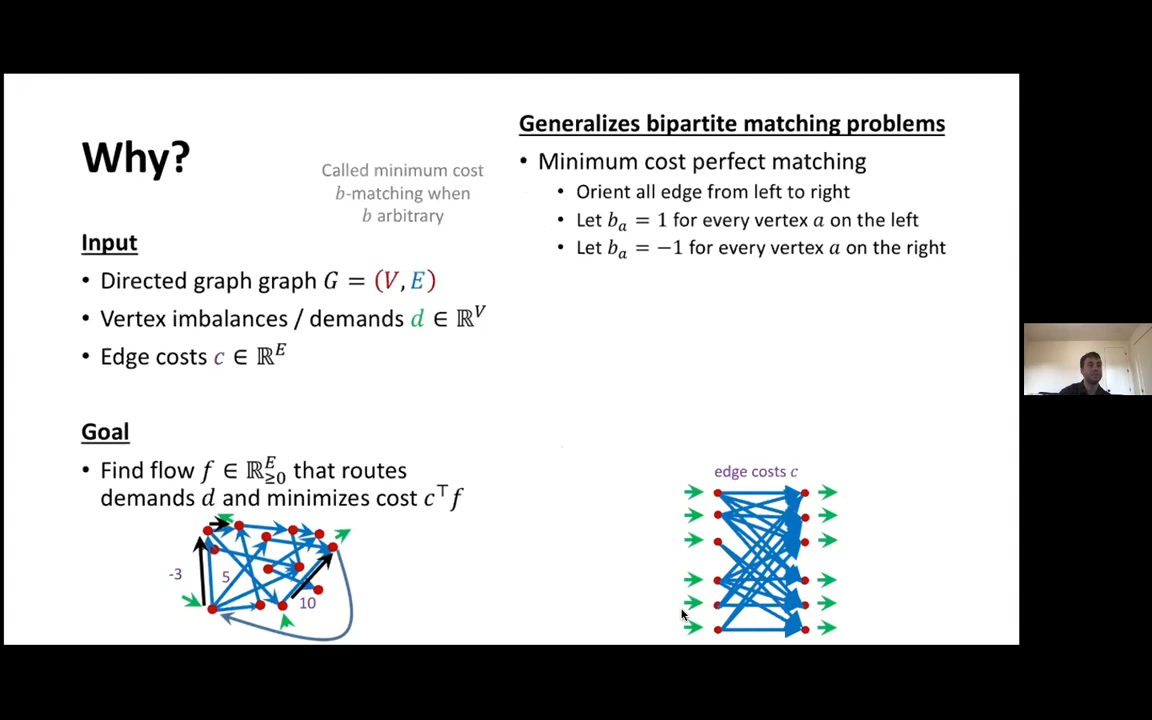 Why?
Called minimum cost
b-matching when
b arbitrary
Input
• Directed graph graph G = (V, E)
• Vertex imbalances / demands d ∈ ℝ^V
• Edge costs c ∈ ℝ^E
Goal
• Find flow f ∈ ℝ^E_≥0 that routes
demands d and minimizes cost c^⊤f
-3
5
10
Generalizes bipartite matching problems
• Minimum cost perfect matching
• Orient all edge from left to right
• Let b_a = 1 for every vertex a on the left
• Let b_a = −1 for every vertex a on the right
edge costs c